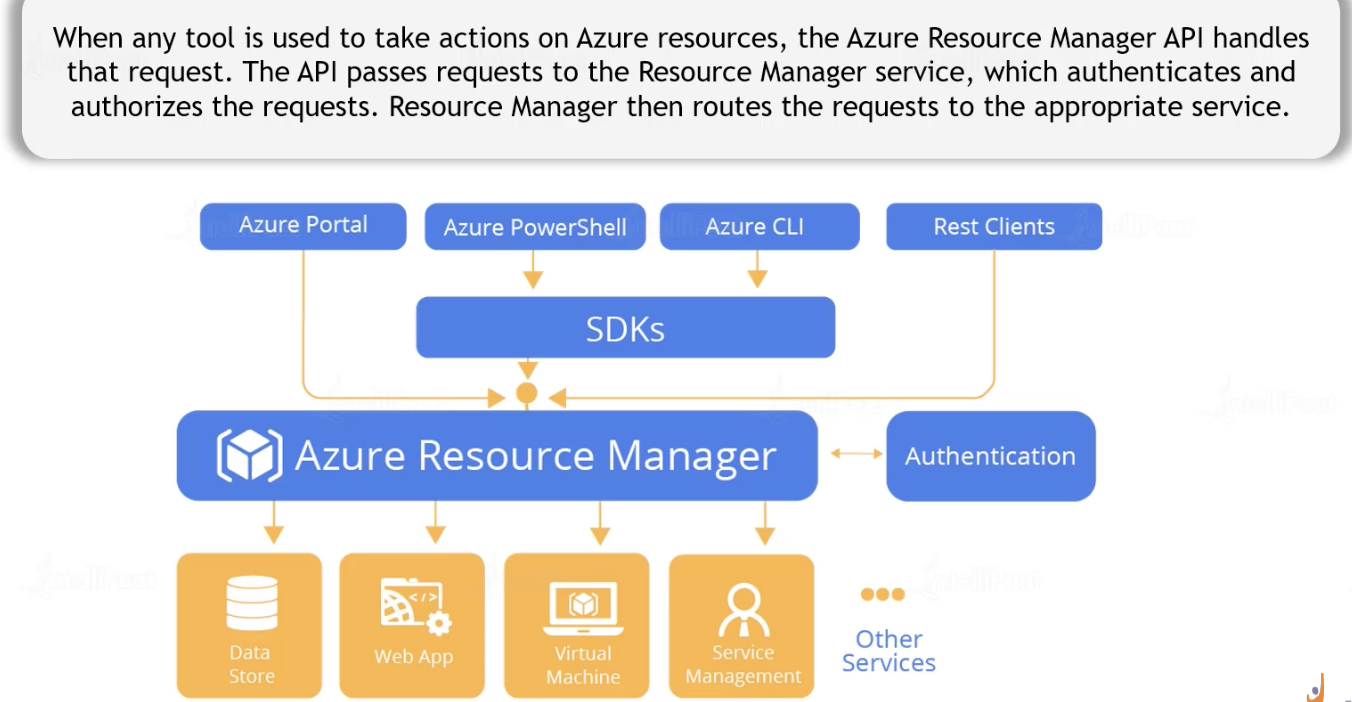 When any tool is used to take actions on Azure resources, the Azure Resource Manager API handles
that request. The API passes requests to the Resource Manager service, which authenticates and
authorizes the requests. Resource Manager then routes the requests to the appropriate service.
Azure Portal
Azure PowerShell
Azure CLI
Rest Clients
SDKs
Azure Resource Manager
Authentication
Data
Store
Web App
Virtual
Machine
Service
Management
Other
Services